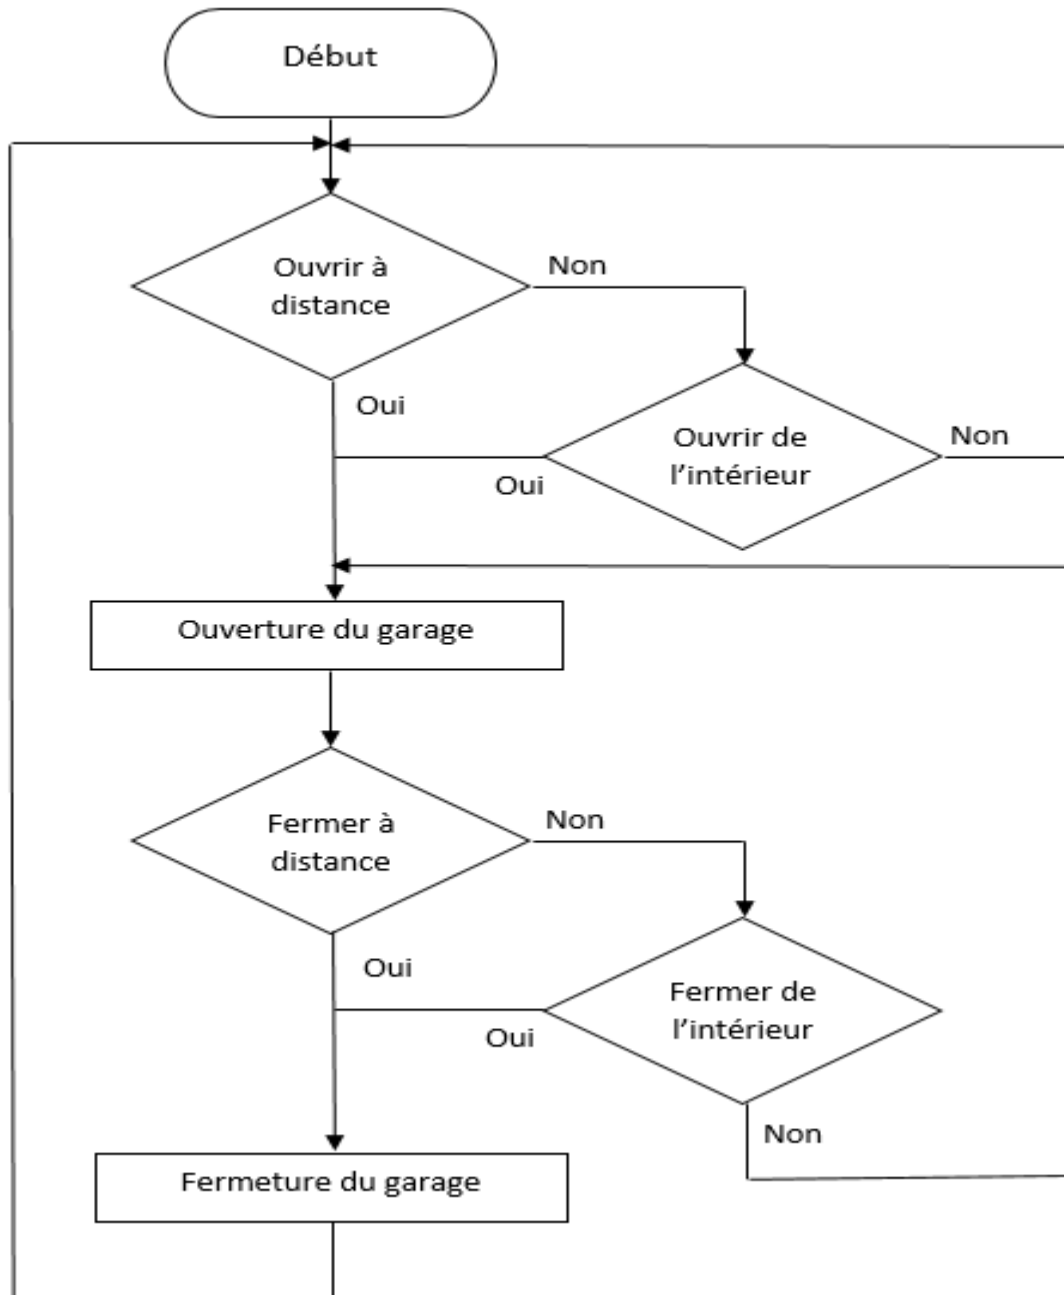 Début
Ouvrir à
distance
Non
Oui
Ouvrir de
l’intérieur
Non
Oui
Ouverture du garage
Fermer à
distance
Non
Oui
Fermer de
l’intérieur
Oui
Non
Fermeture du garage